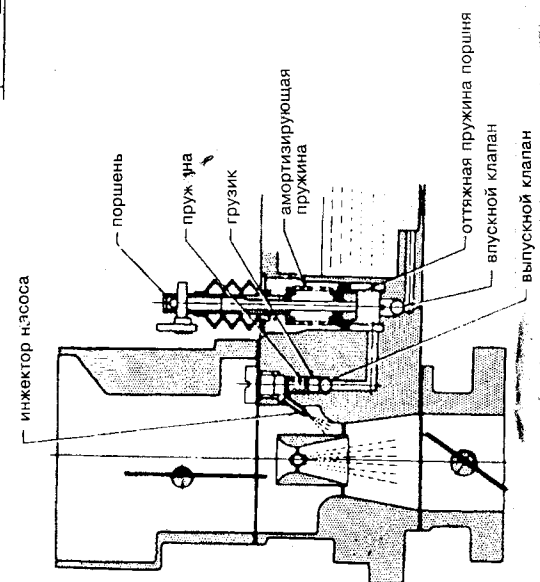 инжектор насоса
поршень
пружина
грузик
амортизирующая
пружина
оттяжная пружина поршня
впускной клапан
выпускной клапан